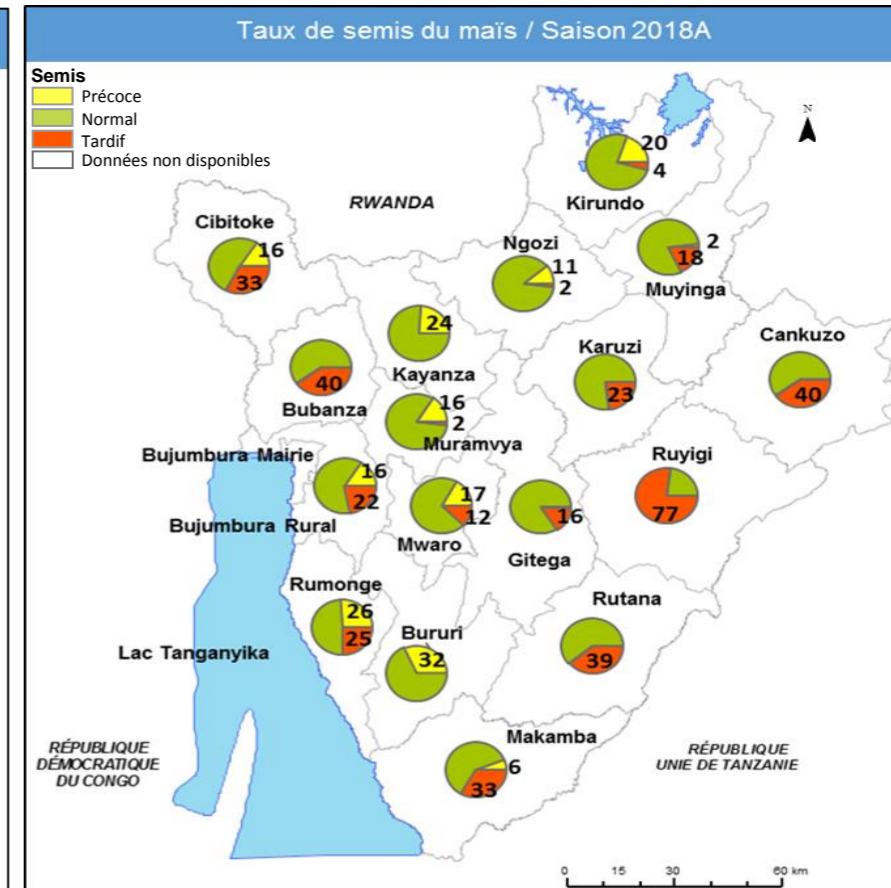 Taux de semis du maïs / Saison 2018A
Semis
Précoce
Normal
Tardif
Données non disponibles
N
20
4
Kirundo
RWANDA
Cibitoke
16
33
Ngozi
11
2
2
18
Muyinga
24
Kayanza
Karuzi
23
Cankuzo
40
40
Bubanza
16
2
Muramvya
Bujumbura Mairie
16
22
Bujumbura Rural
17
12
Mwaro
16
Gitega
Ruyigi
77
Rumonge
26
25
Bururi
32
Rutana
39
Lac Tanganyika
Makamba
6
33
RÉPUBLIQUE
DÉMOCRATIQUE
DU CONGO
RÉPUBLIQUE
UNIE DE TANZANIE
0 15 30 60 km